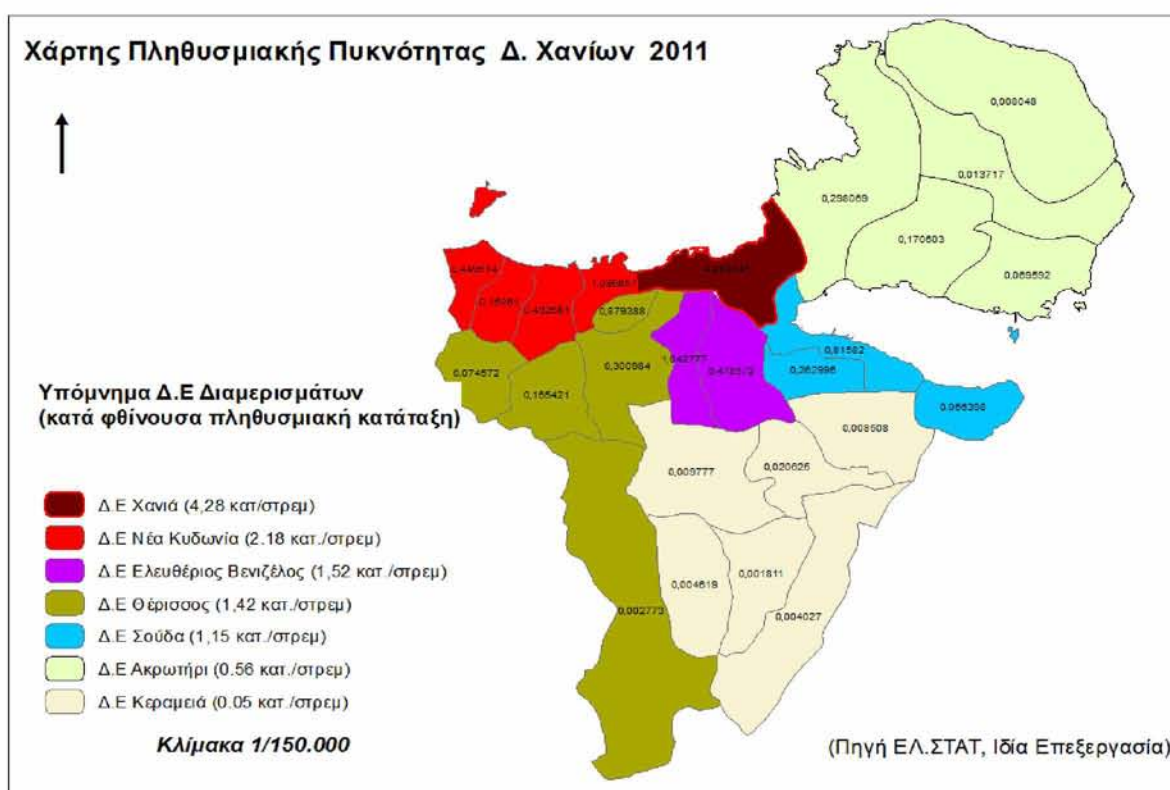 Χάρτης Πληθυσμιακής Πυκνότητας Δ. Χανίων 2011
0,008048
0,013717
0,298069
0,170603
0,069592
0,979388
0,300984
0,074572
0,81582
0,262996
0,066398
0,008508
0,020625
0,009777
0,004619
0,001811
0,004027
0,002773
Υπόμνημα Δ.Ε Διαμερισμάτων
(κατά φθίνουσα πληθυσμιακή κατάταξη)
Δ.Ε Χανιά (4,28 κατ/στρεμ)
Δ.Ε Νέα Κυδωνία (2.18 κατ./στρεμ)
Δ.Ε Ελευθέριος Βενιζέλος (1,52 κατ./στρεμ)
Δ.Ε Θέρισσος (1,42 κατ./στρεμ)
Δ.Ε Σούδα (1,15 κατ./στρεμ)
Δ.Ε Ακρωτήρι (0.56 κατ./στρεμ)
Δ.Ε Κεραμειά (0.05 κατ./στρεμ)
Κλίμακα 1/150.000
(Πηγή ΕΛ.ΣΤΑΤ, Ιδία Επεξεργασία)